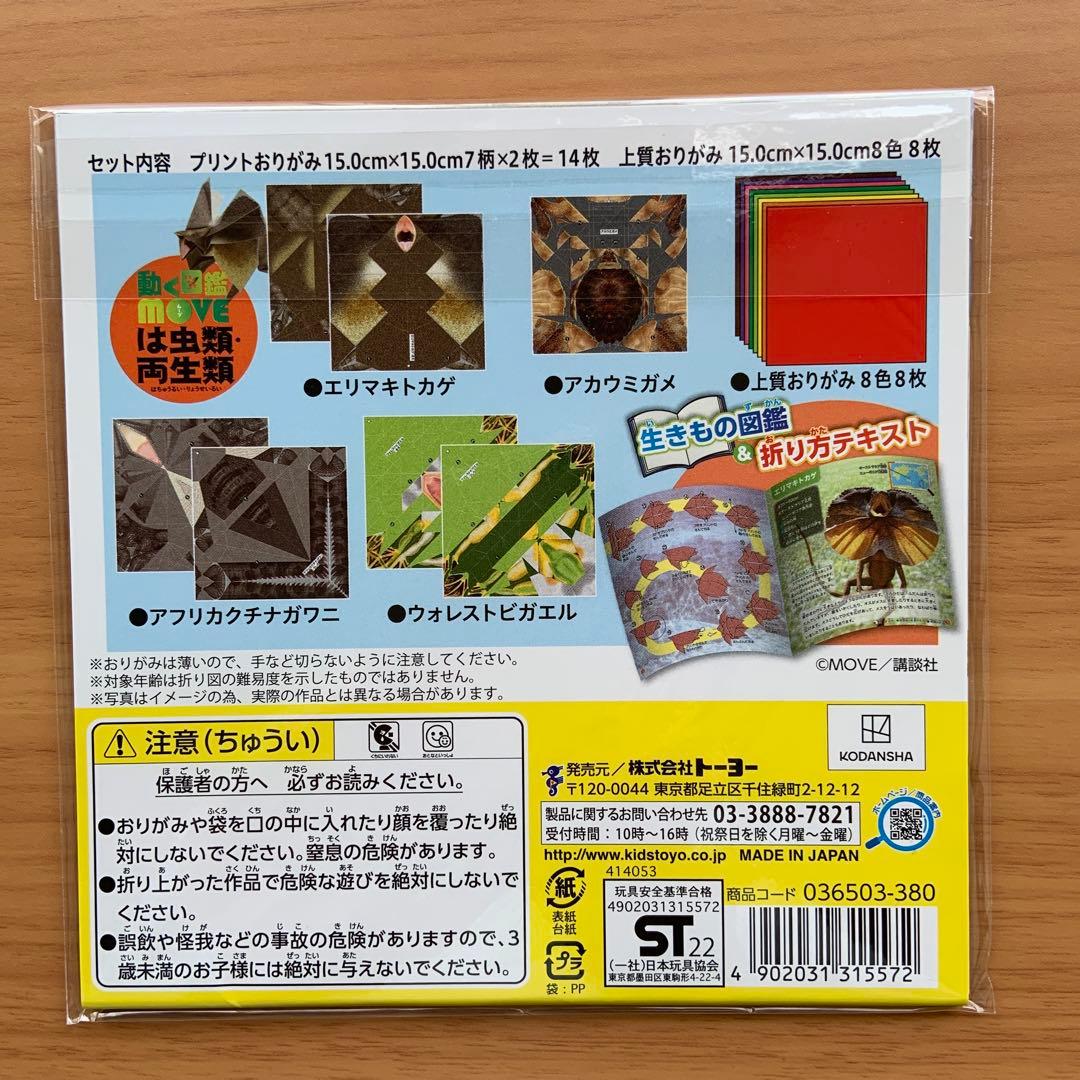 セット内容 プリントおりがみ15.0cm×15.0cm7柄×2枚=14枚 上質おりがみ 15.0cm×15.0cm8色8枚
動く図鑑
MOVE
は虫類・
両生類
はちゅうるい・りょうせいるい
●エリマキトカゲ
●アカウミガメ
●上質おりがみ8色8枚
●アフリカクチナガワニ
●ウォレストビガエル
生きもの図鑑
&折り方テキスト
エリマキトカゲ
©MOVE/講談社
※おりがみは薄いので、手など切らないように注意してください。
※対象年齢は折り図の難易度を示したものではありません。
※写真はイメージの為、実際の作品とは異なる場合があります。
注意(ちゅうい)
保護者の方へ 必ずお読みください。
●おりがみや袋を口の中に入れたり顔を覆ったり絶
対にしないでください。窒息の危険があります。
●折り上がった作品で危険な遊びを絶対にしないで
ください。
●誤飲や怪我などの事故の危険がありますので、3
歳未満のお子様には絶対に与えないでください。
KODANSHA
発売元/株式会社トーヨー
〒120-0044 東京都足立区千住緑町2-12-12
製品に関するお問い合わせ先 03-3888-7821
受付時間:10時~16時(祝祭日を除く月曜~金曜)
http://www.kidstoyo.co.jp MADE IN JAPAN
ホームページ/商品案内
414053
紙
表紙
台紙
プラ
袋:PP
玩具安全基準合格
4902031315572
ST22
(一社)日本玩具協会
東京都墨田区東駒形4-22-4
商品コード 036503-380
4 902031 315572